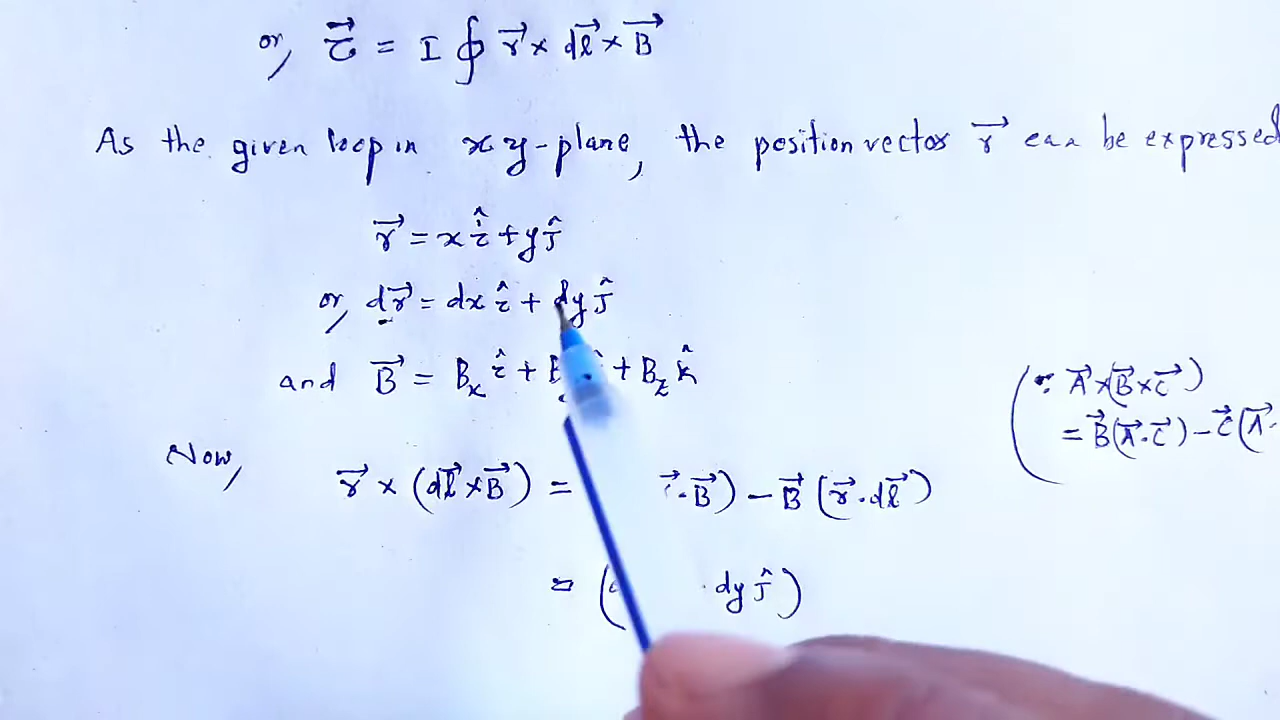 or, τ⃗ = I ∮ r⃗ × dl⃗ × B⃗
As the given loop in xy-plane, the position vector r⃗ can be expressed
r⃗ = x î + y ĵ
or, dr⃗ = dx î + dy ĵ
and B⃗ = Bₓ î + B + B_z k̂
(∵ A⃗ × (B⃗ × C⃗)
= B⃗(A⃗·C⃗) − C⃗(A⃗·
Now, r⃗ × (dl⃗ × B⃗) = · B⃗) − B⃗ (r⃗ · dl⃗)
= ( dy ĵ)